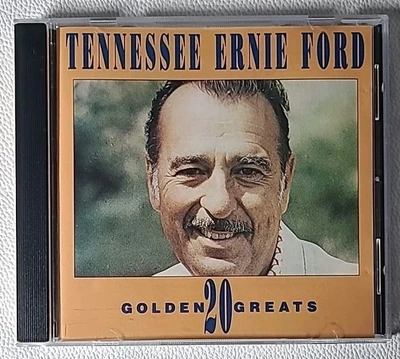 TENNESSEE ERNIE FORD
GOLDEN 20 GREATS